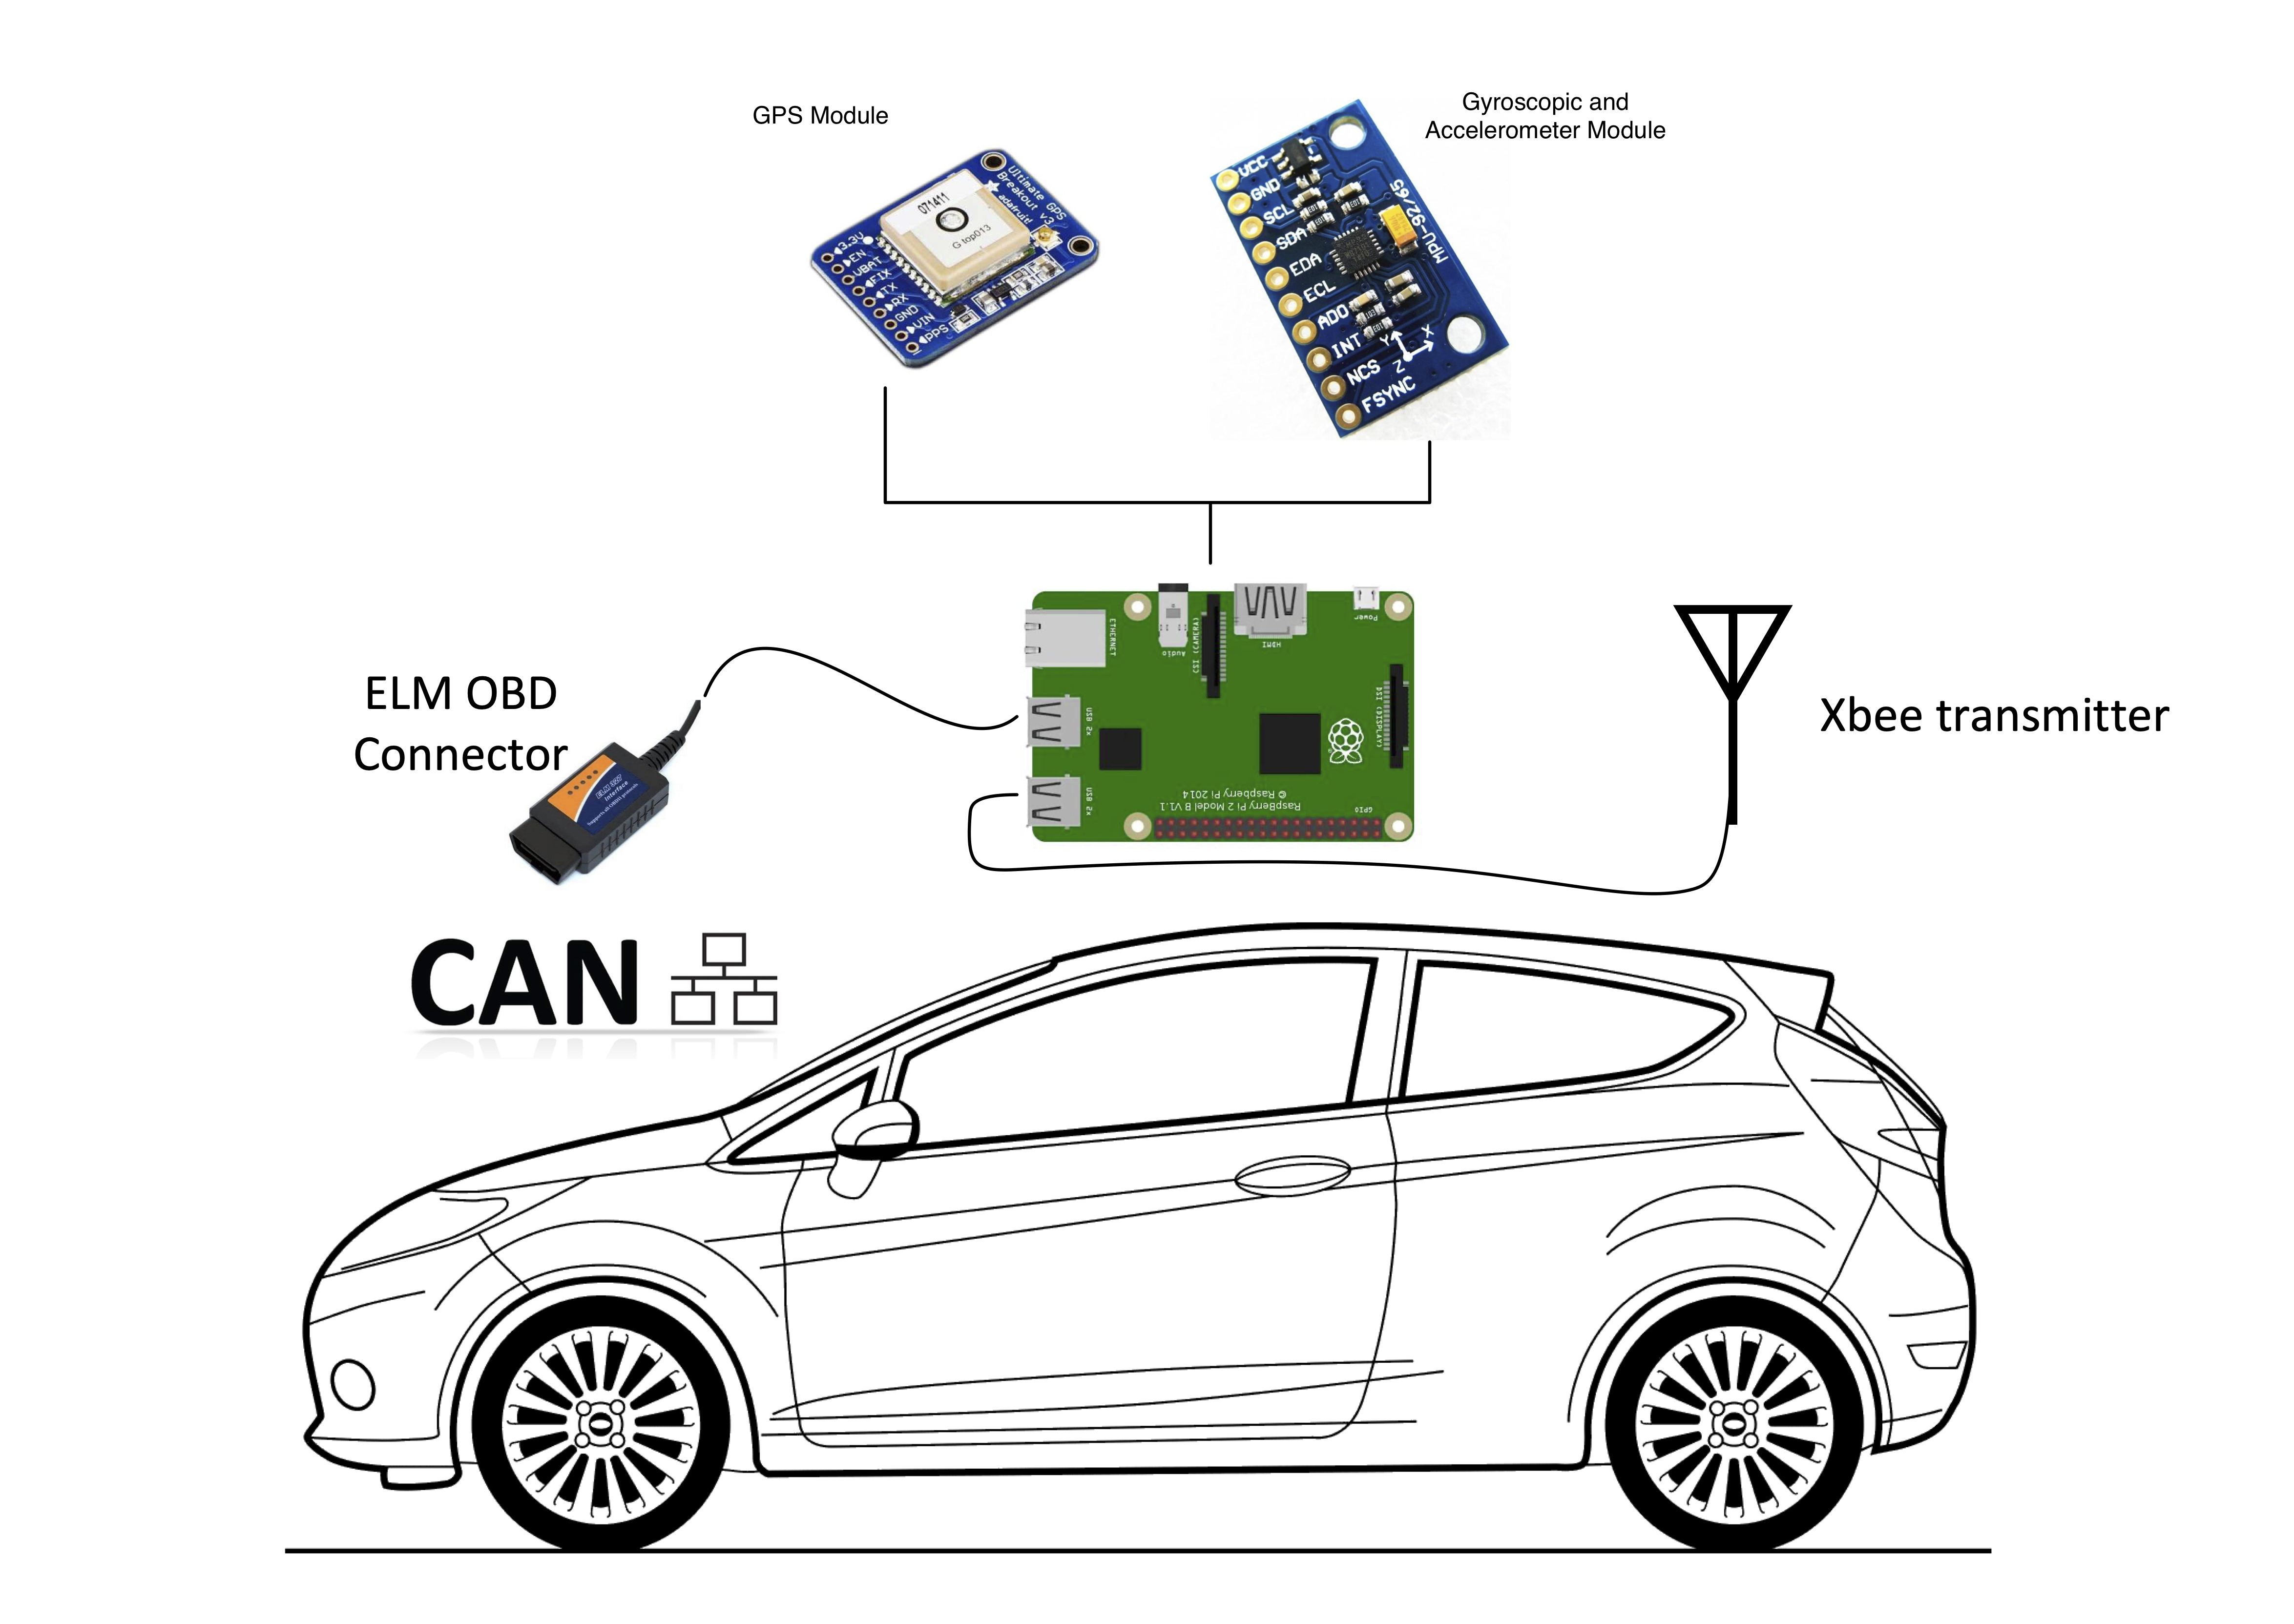 GPS Module
Gyroscopic and
Accelerometer Module
Ultimate GPS
Breakout v3
adafruit!
071411
G.top013
3.3V
EN
VBAT
FIX
TX
RX
GND
VIN
PPS
VCC
GND
SCL
SDA
EDA
ECL
ADO
INT
NCS
FSYNC
MPU-92/65
Y
X
Z
ELM OBD
Connector
Interface
ETHERNET
Audio
CSI (CAMERA)
HDMI
Power
USB 2x
USB 2x
DSI (DISPLAY)
RaspBerry Pi 2 Model B V1.1
© Raspberry Pi 2014
GPIO
Xbee transmitter
CAN